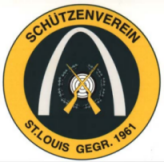 SCHÜTZENVEREIN
ST. LOUIS GEGR. 1961